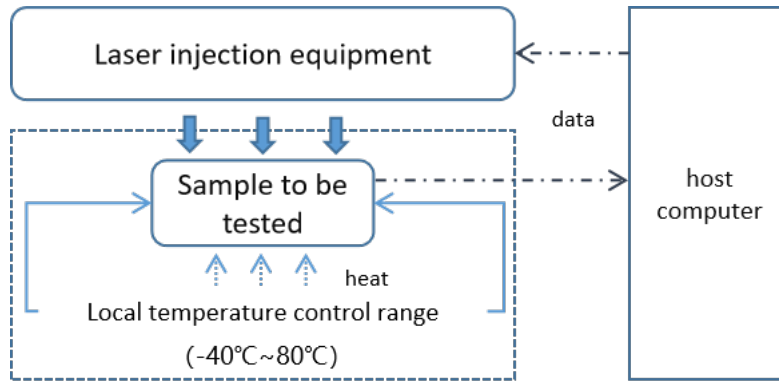 Laser injection equipment
data
Sample to be
tested
host
computer
heat
Local temperature control range
(-40℃~80℃)